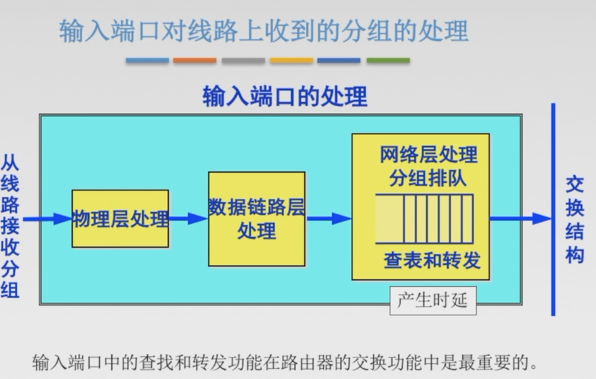 输入端口对线路上收到的分组的处理
输入端口的处理
从线路接收分组
物理层处理
数据链路层
处理
网络层处理
分组排队
查表和转发
交换结构
产生时延
输入端口中的查找和转发功能在路由器的交换功能中是最重要的。